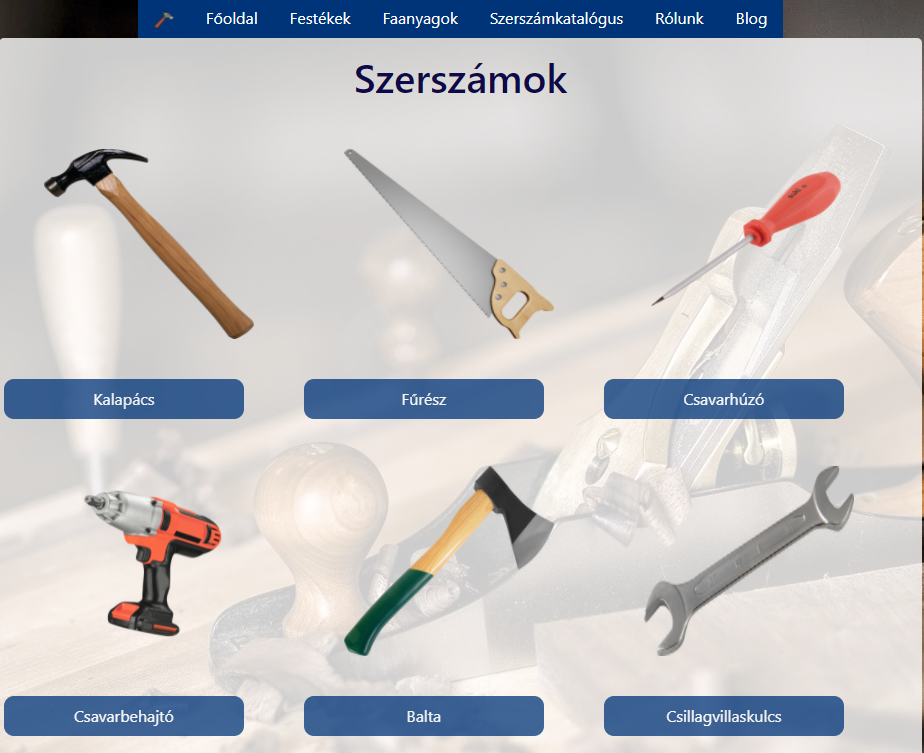 Főoldal Festékek Faanyagok Szerszámkatalógus Rólunk Blog
Szerszámok
Kalapács Fűrész Csavarhúzó
Csavarbehajtó Balta Csillagvillaskulcs